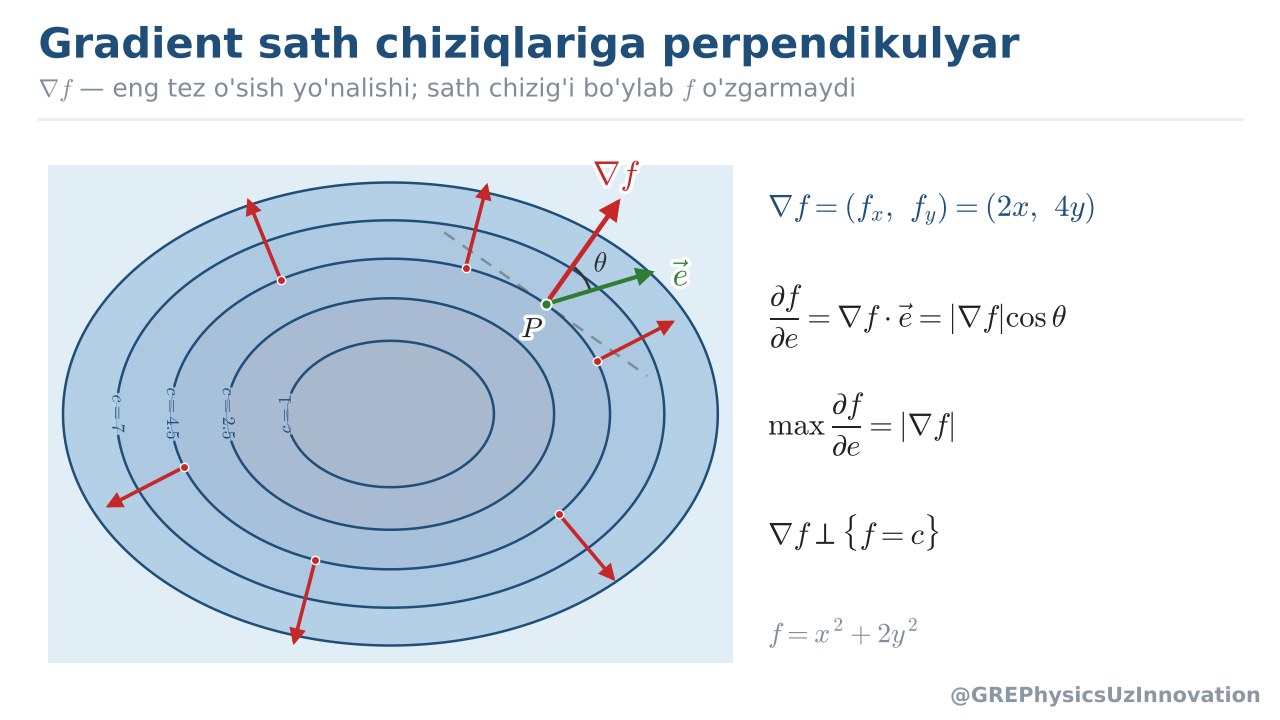 Gradient sath chiziqlariga perpendikulyar
∇f — eng tez o'sish yo'nalishi; sath chizig'i bo'ylab f o'zgarmaydi
∇f
θ
e⃗
P
c=7
c=4.5
c=2.5
c=1
∇f = (f_x, f_y) = (2x, 4y)
∂f/∂e = ∇f · e⃗ = |∇f| cos θ
max ∂f/∂e = |∇f|
∇f ⊥ {f = c}
f = x² + 2y²
@GREPhysicsUzInnovation